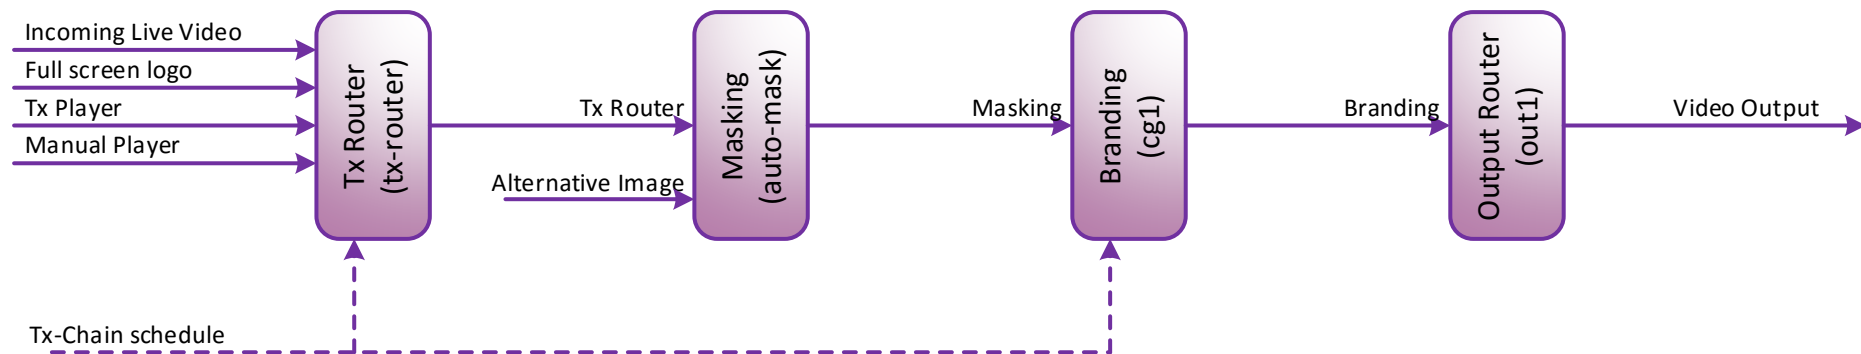 Incoming Live Video
Full screen logo
Tx Player
Manual Player
Tx Router
(tx-router)
Tx Router
Alternative Image
Masking
(auto-mask)
Masking
Branding
(cg1)
Branding
Output Router
(out1)
Video Output
Tx-Chain schedule